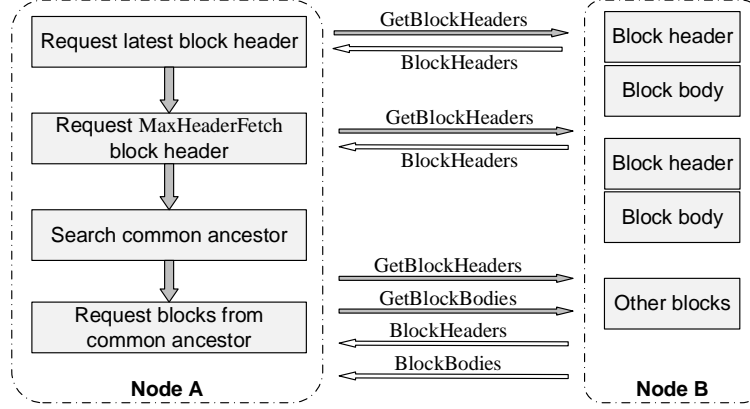 Request latest block header
GetBlockHeaders
BlockHeaders
Block header
Block body
Request MaxHeaderFetch
block header
GetBlockHeaders
BlockHeaders
Block header
Block body
Search common ancestor
GetBlockHeaders
Request blocks from
common ancestor
GetBlockBodies
BlockHeaders
BlockBodies
Other blocks
Node A
Node B